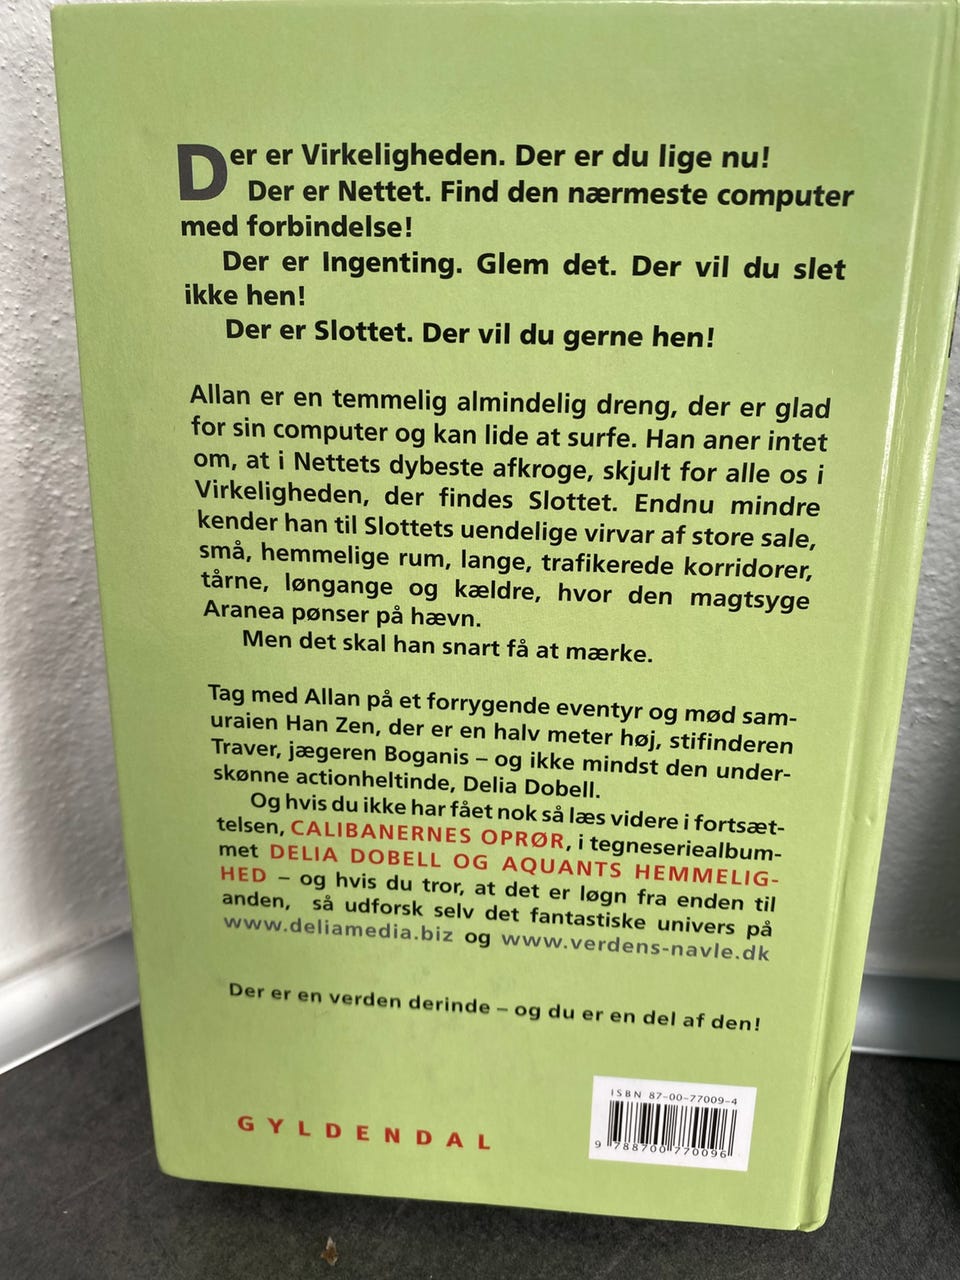 Der er Virkeligheden. Der er du lige nu!
Der er Nettet. Find den nærmeste computer
med forbindelse!
Der er Ingenting. Glem det. Der vil du slet
ikke hen!
Der er Slottet. Der vil du gerne hen!
Allan er en temmelig almindelig dreng, der er glad
for sin computer og kan lide at surfe. Han aner intet
om, at i Nettets dybeste afkroge, skjult for alle os i
Virkeligheden, der findes Slottet. Endnu mindre
kender han til Slottets uendelige virvar af store sale,
små, hemmelige rum, lange, trafikerede korridorer,
tårne, løngange og kældre, hvor den magtsyge
Aranea pønser på hævn.
Men det skal han snart få at mærke.
Tag med Allan på et forrygende eventyr og mød sam-
uraien Han Zen, der er en halv meter høj, stifinderen
Traver, jægeren Boganis – og ikke mindst den under-
skønne actionheltinde, Delia Dobell.
Og hvis du ikke har fået nok så læs videre i fortsæt-
telsen, CALIBANERNES OPRØR, i tegneseriealbum-
met DELIA DOBELL OG AQUANTS HEMMELIG-
HED – og hvis du tror, at det er løgn fra enden til
anden, så udforsk selv det fantastiske univers på
www.deliamedia.biz og www.verdens-navle.dk
Der er en verden derinde – og du er en del af den!
ISBN 87-00-77009-4
9 788700 770096
GYLDENDAL